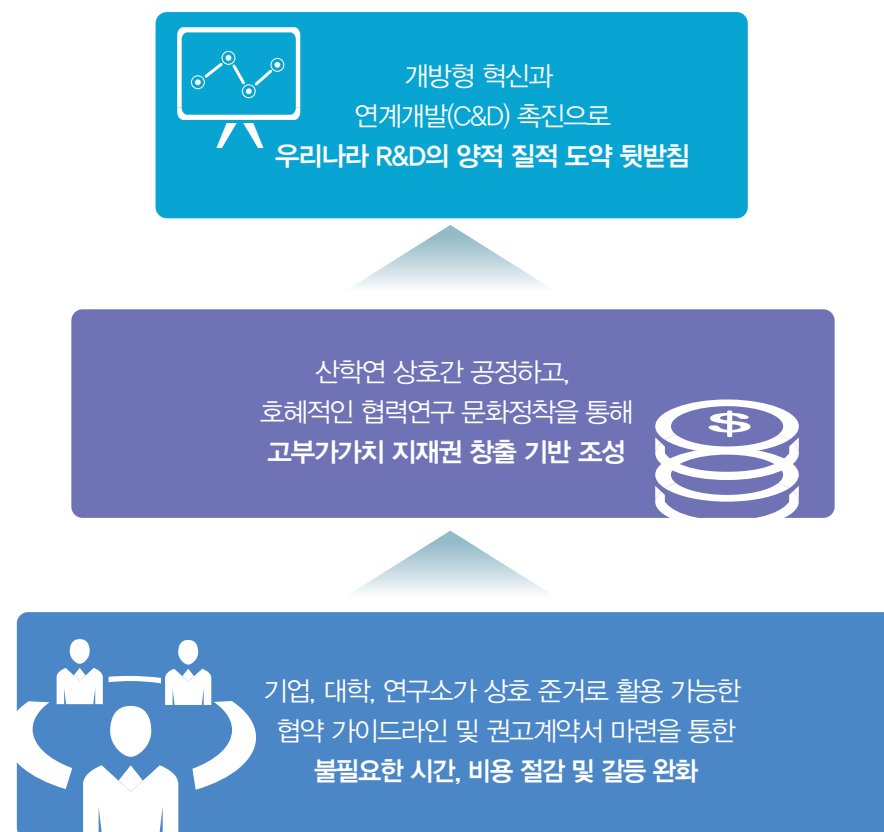 개방형 혁신과
연계개발(C&D) 촉진으로
우리나라 R&D의 양적 질적 도약 뒷받침
산학연 상호간 공정하고,
호혜적인 협력연구 문화정착을 통해
고부가가치 지재권 창출 기반 조성
$
기업, 대학, 연구소가 상호 준거로 활용 가능한
협약 가이드라인 및 권고계약서 마련을 통한
불필요한 시간, 비용 절감 및 갈등 완화